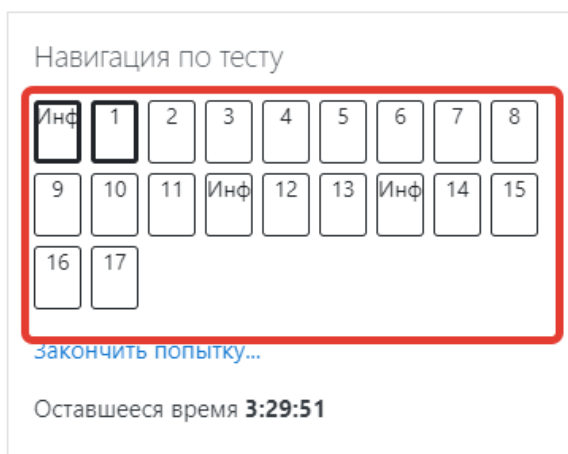 Навигация по тесту
Инф 1 2 3 4 5 6 7 8
9 10 11 Инф 12 13 Инф 14 15
16 17
Закончить попытку...
Оставшееся время 3:29:51